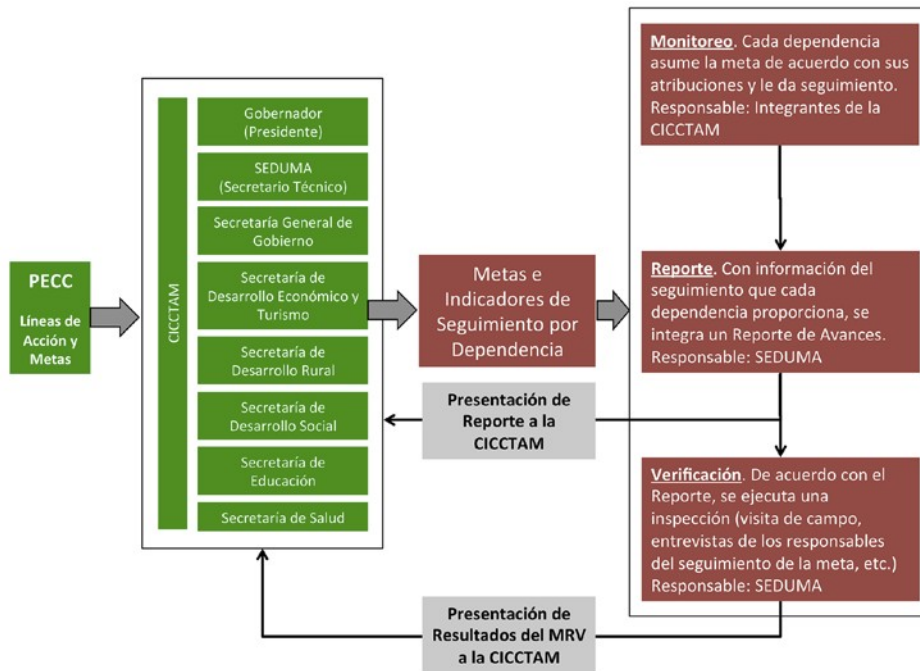 PECC
Líneas de
Acción y
Metas
CICCTAM
Gobernador
(Presidente)
SEDUMA
(Secretario Técnico)
Secretaría General de
Gobierno
Secretaría de
Desarrollo Económico y
Turismo
Secretaría de
Desarrollo Rural
Secretaría de
Desarrollo Social
Secretaría de
Educación
Secretaría de Salud
Metas e
Indicadores de
Seguimiento por
Dependencia
Monitoreo. Cada dependencia
asume la meta de acuerdo con sus
atribuciones y le da seguimiento.
Responsable: Integrantes de la
CICCTAM
Reporte. Con información del
seguimiento que cada
dependencia proporciona, se
integra un Reporte de Avances.
Responsable: SEDUMA
Presentación de
Reporte a la
CICCTAM
Verificación. De acuerdo con el
Reporte, se ejecuta una
inspección (visita de campo,
entrevistas de los responsables
del seguimiento de la meta, etc.)
Responsable: SEDUMA
Presentación de
Resultados del MRV
a la CICCTAM